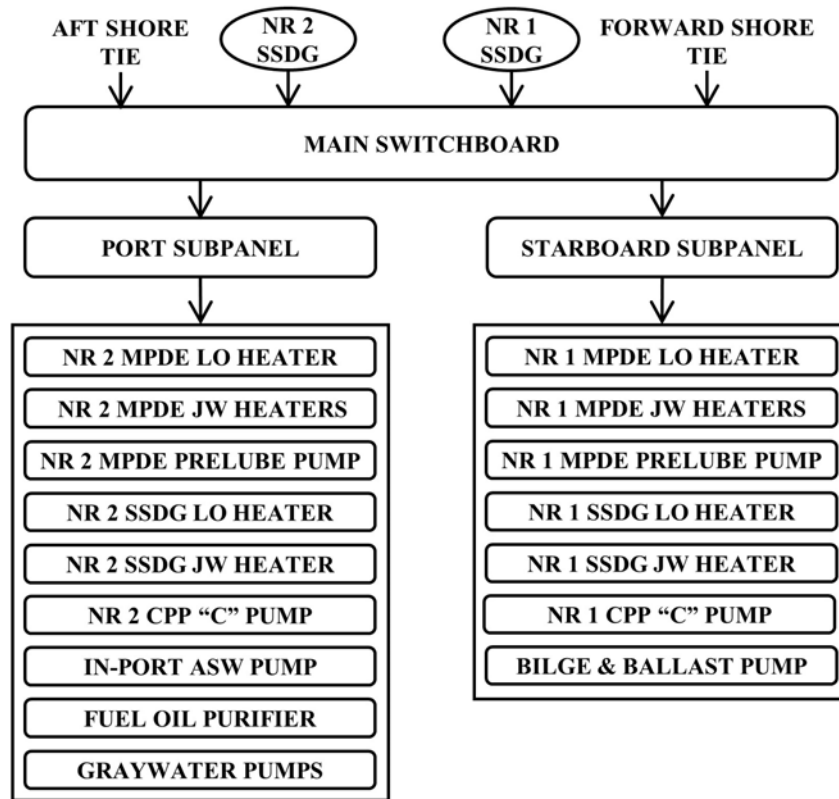 AFT SHORE
TIE
NR 2
SSDG
NR 1
SSDG
FORWARD SHORE
TIE
MAIN SWITCHBOARD
PORT SUBPANEL
STARBOARD SUBPANEL
NR 2 MPDE LO HEATER
NR 2 MPDE JW HEATERS
NR 2 MPDE PRELUBE PUMP
NR 2 SSDG LO HEATER
NR 2 SSDG JW HEATER
NR 2 CPP “C” PUMP
IN-PORT ASW PUMP
FUEL OIL PURIFIER
GRAYWATER PUMPS
NR 1 MPDE LO HEATER
NR 1 MPDE JW HEATERS
NR 1 MPDE PRELUBE PUMP
NR 1 SSDG LO HEATER
NR 1 SSDG JW HEATER
NR 1 CPP “C” PUMP
BILGE & BALLAST PUMP